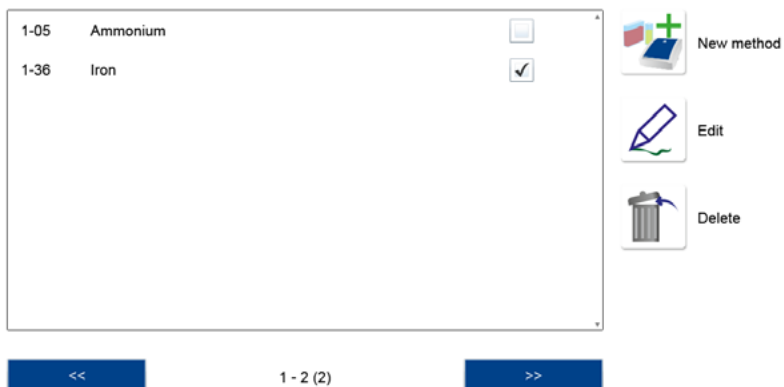 1-05 Ammonium
1-36 Iron
New method
Edit
Delete
<< 1 - 2 (2) >>